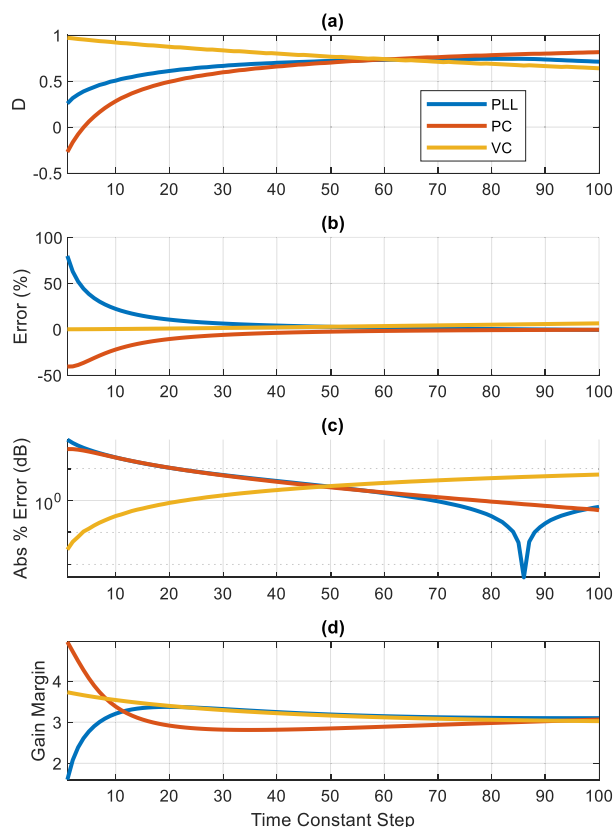 (a)
1
0.5
0
-0.5
D
PLL
PC
VC
10 20 30 40 50 60 70 80 90 100
(b)
100
50
0
-50
Error (%)
10 20 30 40 50 60 70 80 90 100
(c)
10^0
Abs % Error (dB)
10 20 30 40 50 60 70 80 90 100
(d)
4
3
2
Gain Margin
10 20 30 40 50 60 70 80 90 100
Time Constant Step